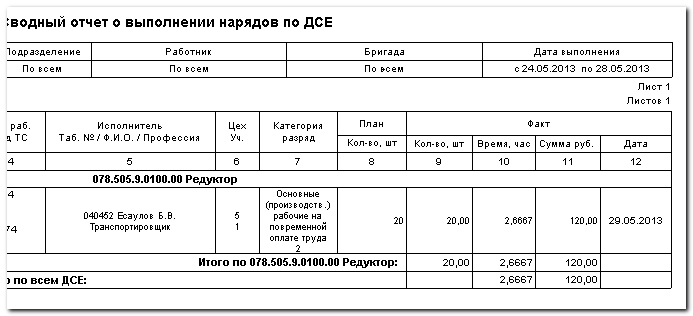 Сводный отчет о выполнении нарядов по ДСЕ
Подразделение Работник Бригада Дата выполнения
По всем По всем По всем с 24.05.2013 по 28.05.2013
Лист 1
Листов 1
раб. Исполнитель Цех Категория План Факт
ТС Таб. № / Ф.И.О. / Профессия Уч. разряд Кол-во, шт Кол-во, шт Время, час Сумма руб. Дата
4 5 6 7 8 9 10 11 12
078.505.9.0100.00 Редуктор
4 Основные
(производств.)
040452 Есаулов Б.В. 5 рабочие на 20 20,00 2,6667 120,00 29.05.2013
74 Транспортировщик 1 повременной
оплате труда
2
Итого по 078.505.9.0100.00 Редуктор: 20,00 2,6667 120,00
о по всем ДСЕ: 2,6667 120,00